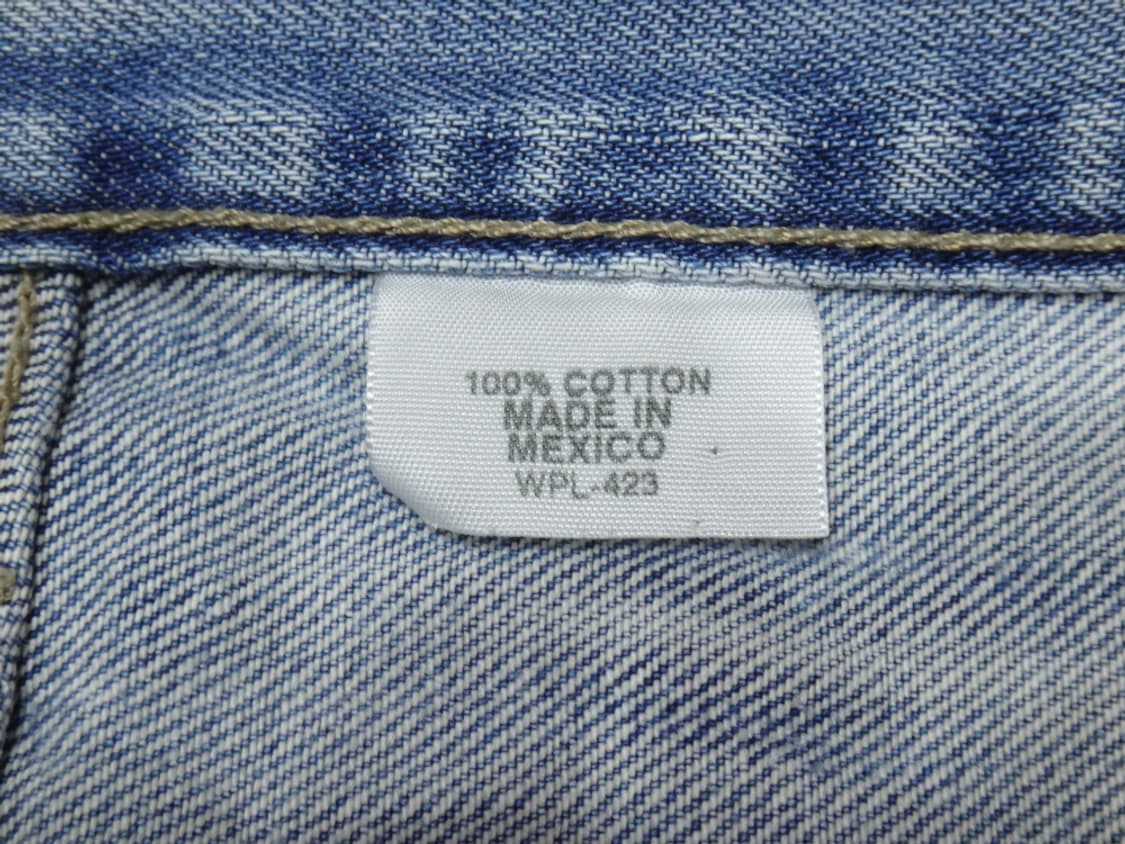 100% COTTON
MADE IN
MEXICO
WPL-423